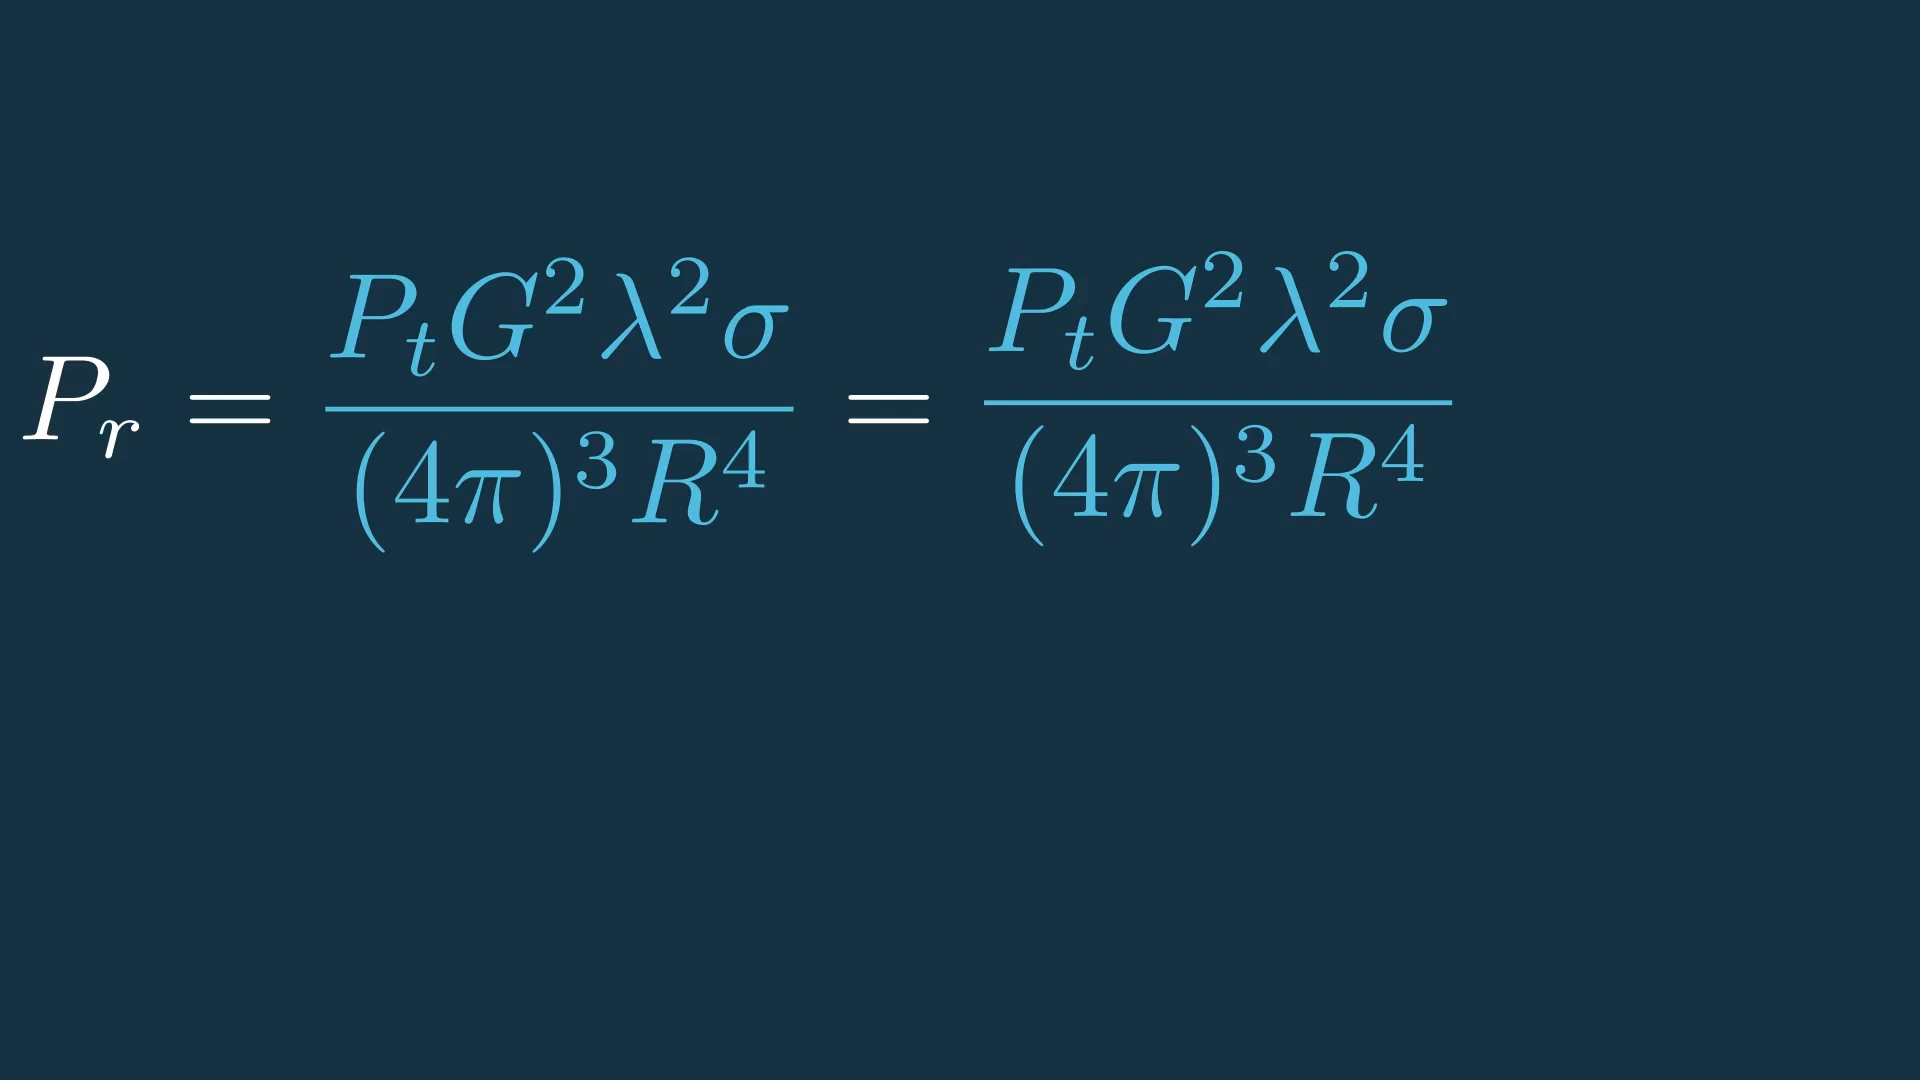 $P_r = \frac{P_t G^2 \lambda^2 \sigma}{(4\pi)^3 R^4} = \frac{P_t G^2 \lambda^2 \sigma}{(4\pi)^3 R^4}$